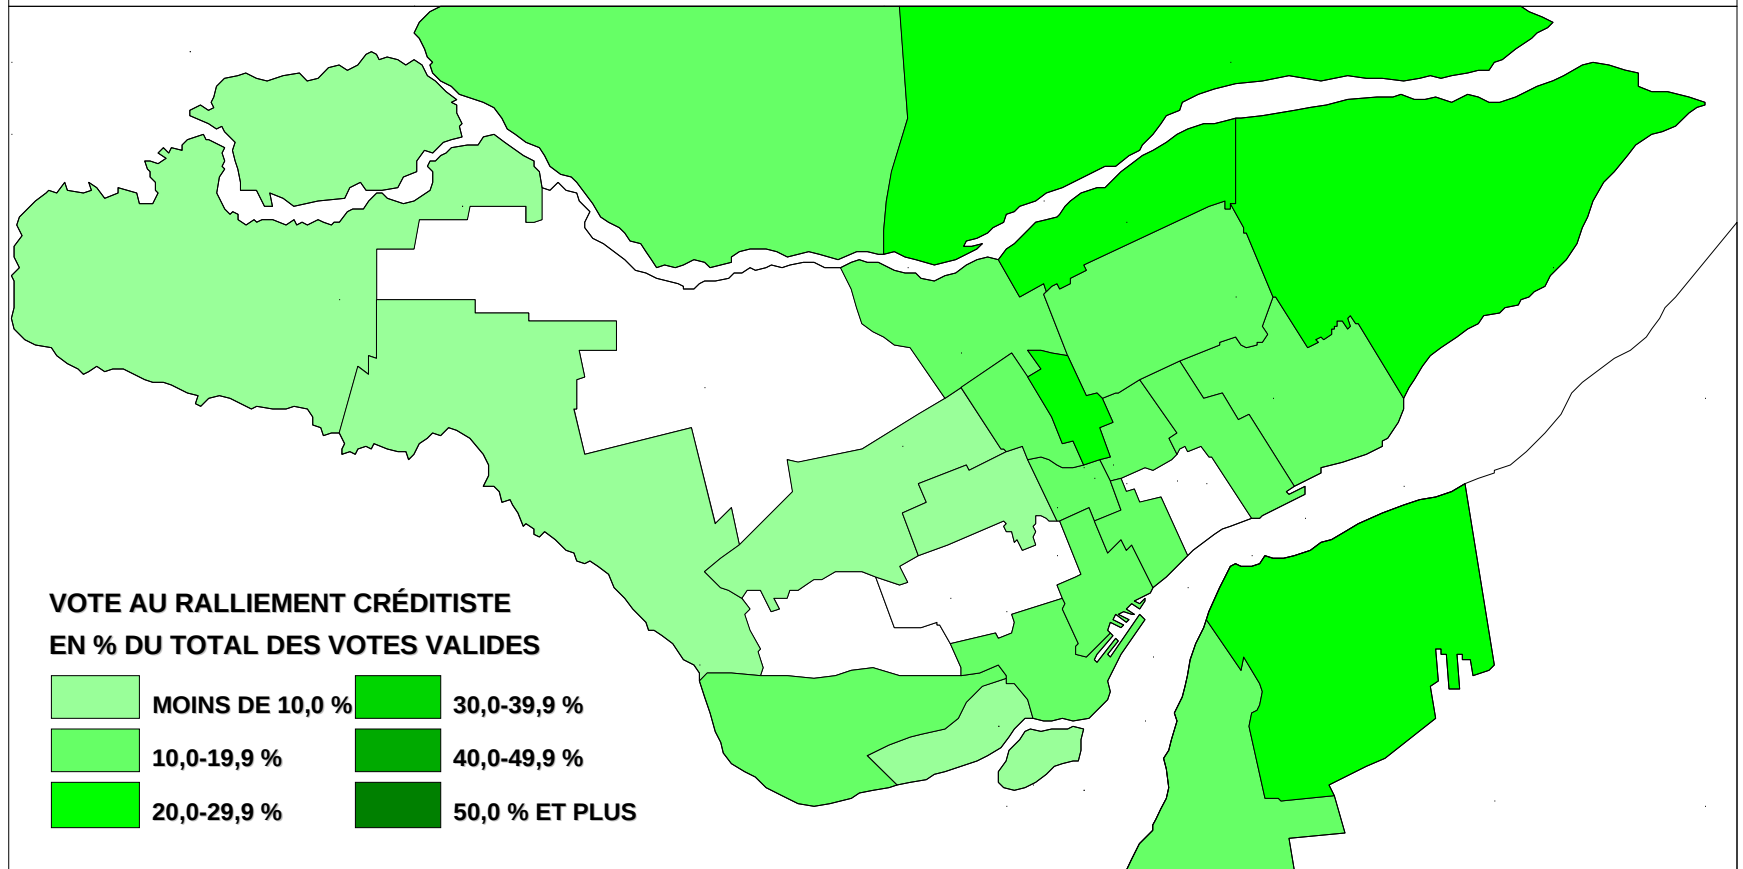 VOTE AU RALLIEMENT CRÉDITISTE
EN % DU TOTAL DES VOTES VALIDES
MOINS DE 10,0 %
10,0-19,9 %
20,0-29,9 %
30,0-39,9 %
40,0-49,9 %
50,0 % ET PLUS